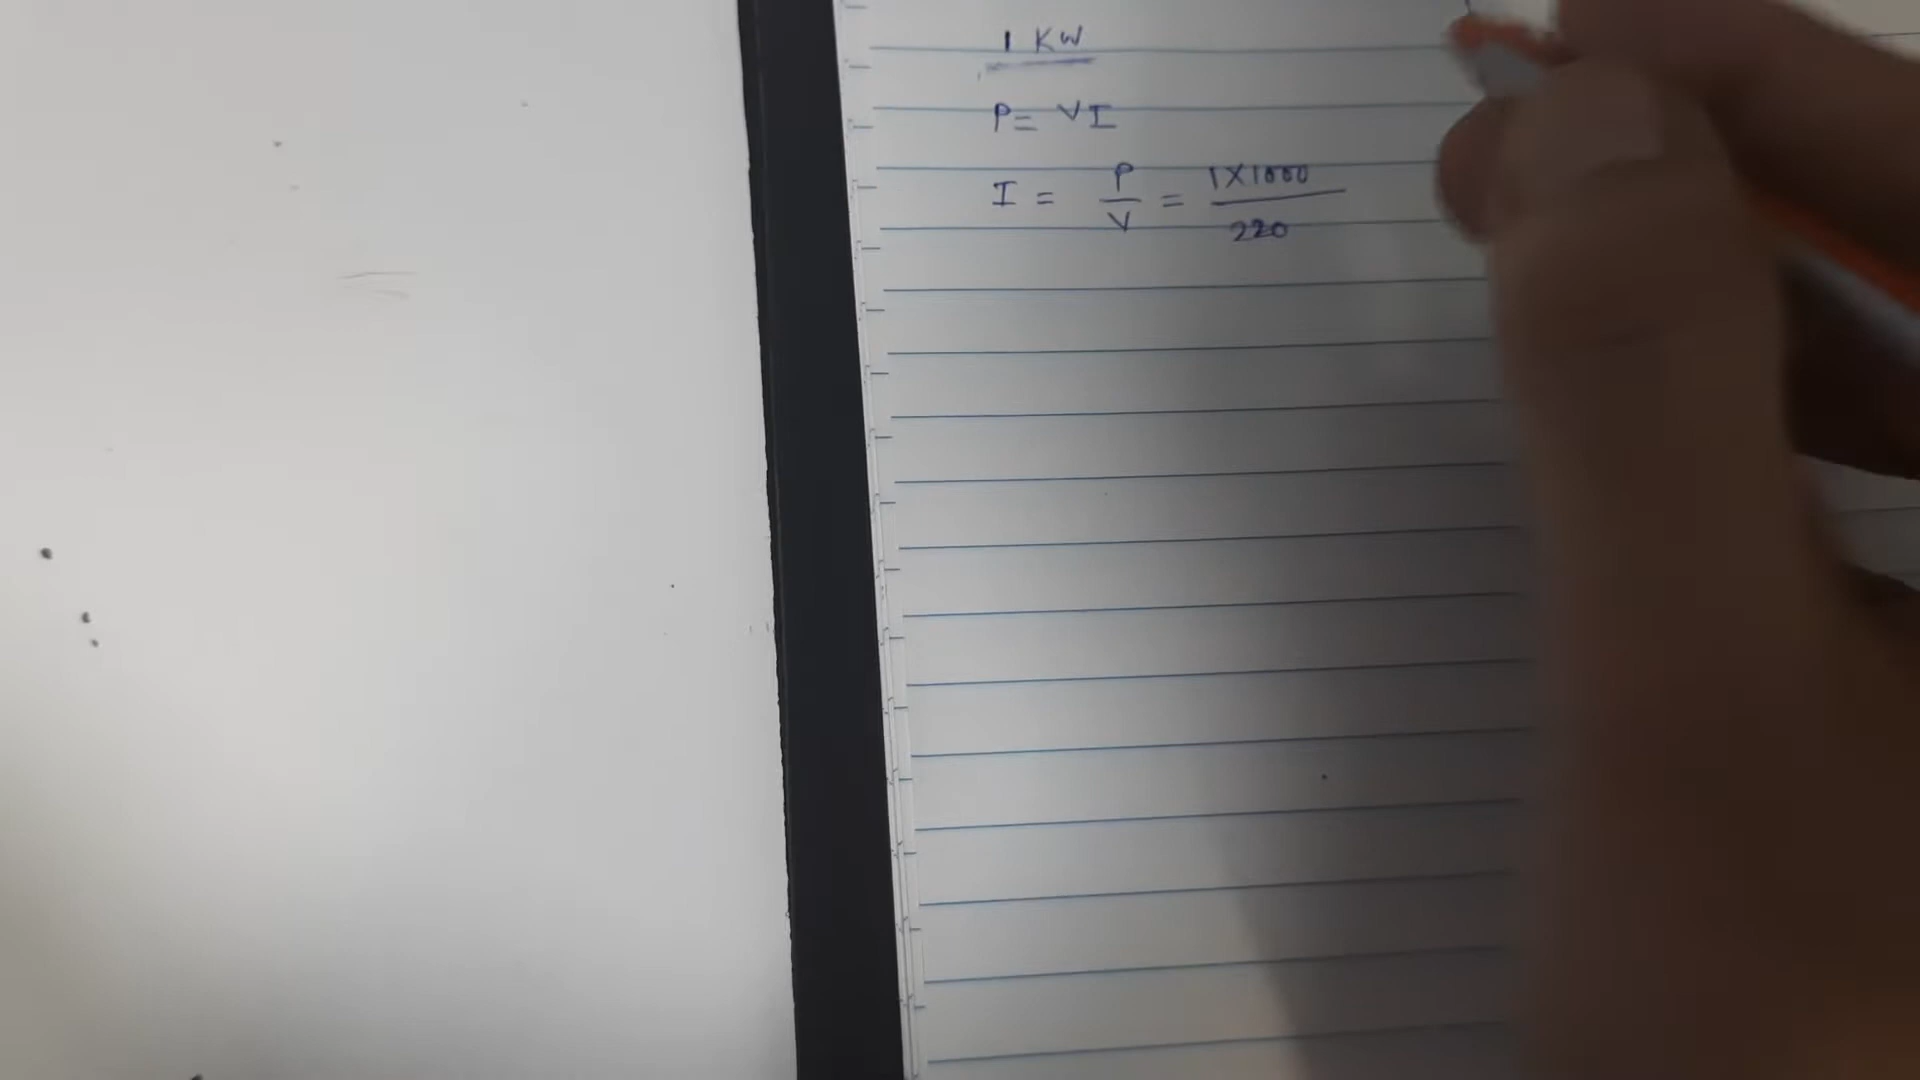 1 KW
P = VI
I = P/V = 1X1000/220